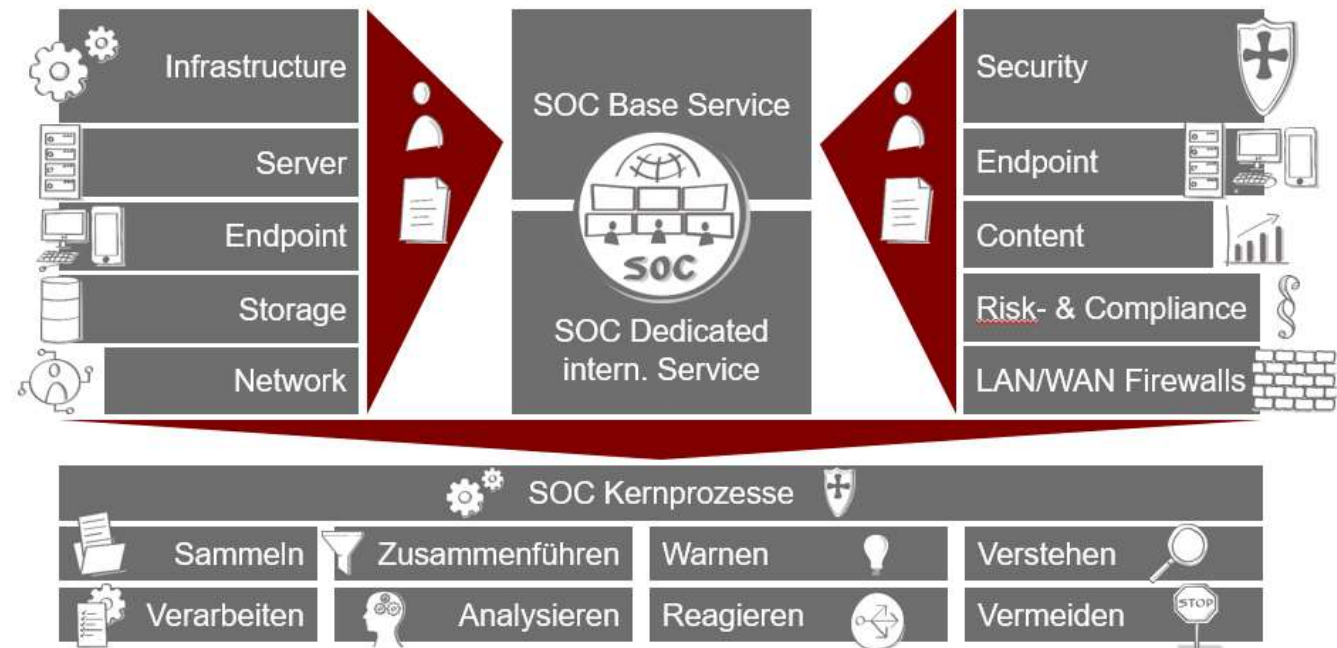 Infrastructure
Server
Endpoint
Storage
Network
SOC Base Service
SOC
SOC Dedicated
intern. Service
Security
Endpoint
Content
Risk- & Compliance
LAN/WAN Firewalls
SOC Kernprozesse
Sammeln
Zusammenführen
Warnen
Verstehen
Verarbeiten
Analysieren
Reagieren
Vermeiden
STOP